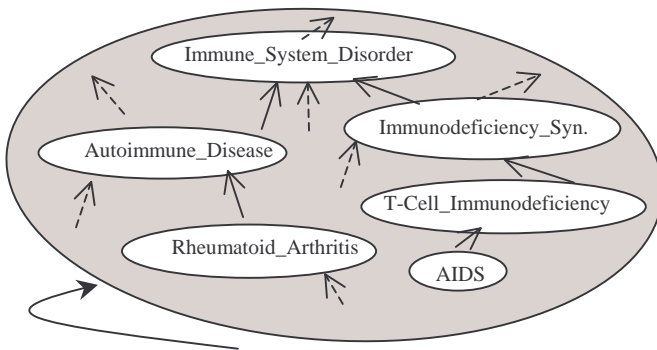 Immune_System_Disorder
Immunodeficiency_Syn.
Autoimmune_Disease
T-Cell_Immunodeficiency
Rheumatoid_Arthritis
AIDS